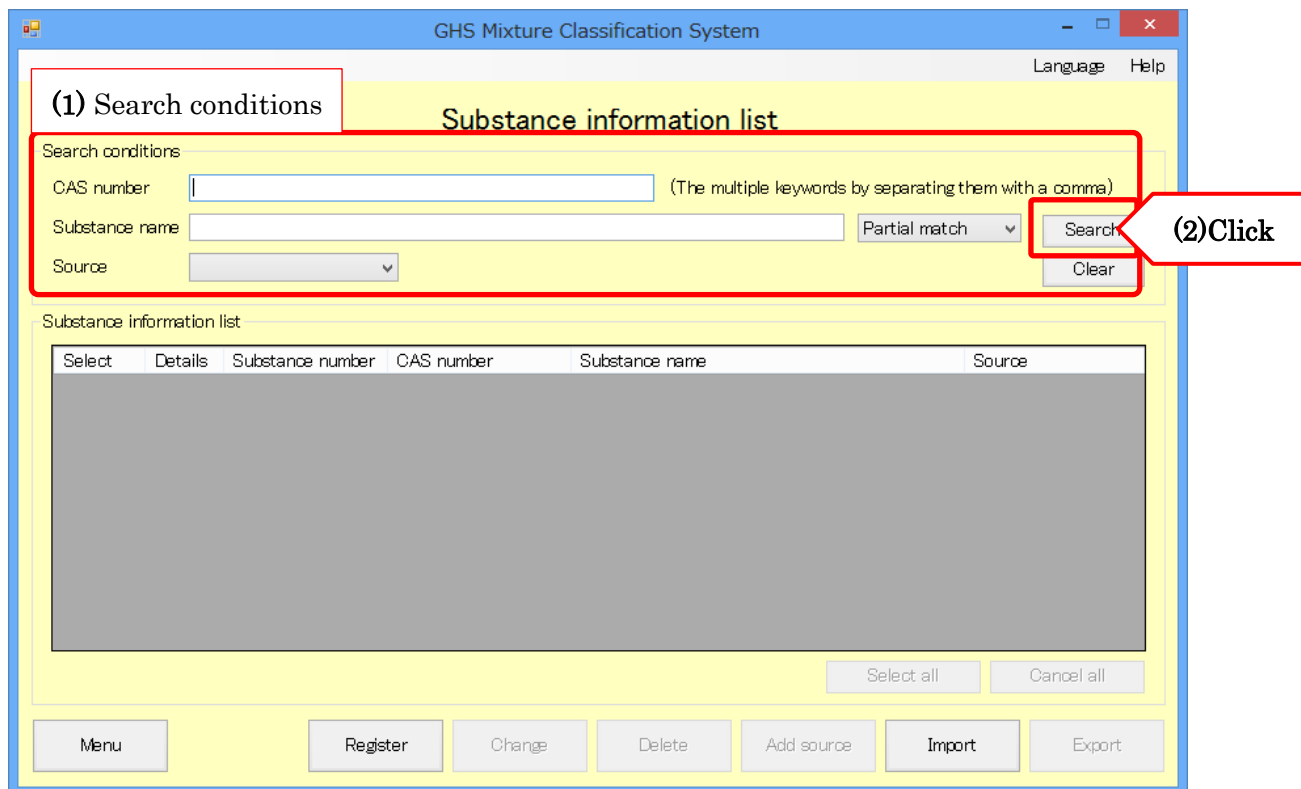 GHS Mixture Classification System
Language Help
(1) Search conditions
Substance information list
Search conditions
CAS number (The multiple keywords by separating them with a comma)
Substance name Partial match Search
(2)Click
Source Clear
Substance information list
Select Details Substance number CAS number Substance name Source
Select all Cancel all
Menu Register Change Delete Add source Import Export